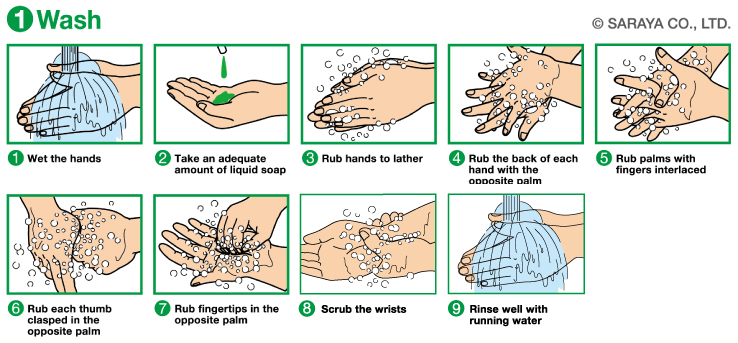 1 Wash
© SARAYA CO., LTD.
1 Wet the hands
2 Take an adequate
amount of liquid soap
3 Rub hands to lather
4 Rub the back of each
hand with the
opposite palm
5 Rub palms with
fingers interlaced
6 Rub each thumb
clasped in the
opposite palm
7 Rub fingertips in the
opposite palm
8 Scrub the wrists
9 Rinse well with
running water